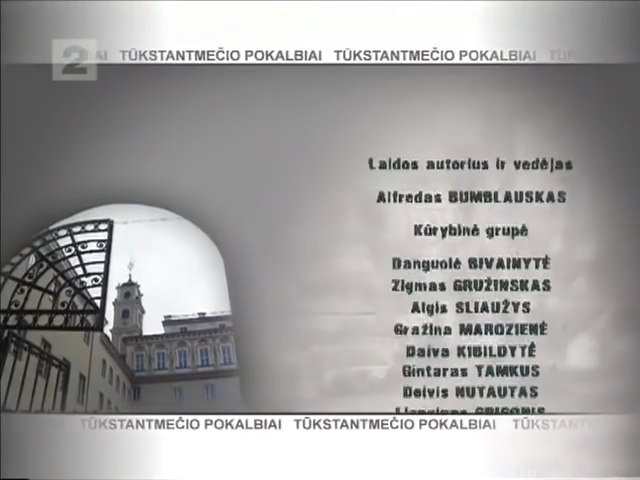 2
TŪKSTANTMEČIO POKALBIAI TŪKSTANTMEČIO POKALBIAI
Laidos autorius ir vedėjas
Alfredas BUMBLAUSKAS
Kūrybinė grupė
Danguolė BIVAINYTĖ
Zigmas GRUŽINSKAS
Algis SLIAUŽYS
Gražina MAROZIENĖ
Daiva KIBILDYTĖ
Gintaras TAMKUS
Deivis NUTAUTAS
TŪKSTANTMEČIO POKALBIAI TŪKSTANTMEČIO POKALBIAI